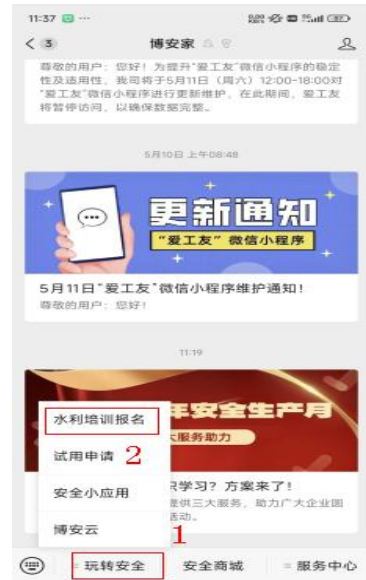 11:37
3
博安家
尊敬的用户：您好！为提升“爱工友”微信小程序的稳定
性及适用性，我司将于5月11日（周六）12:00-18:00对
“爱工友”微信小程序进行更新维护，在此期间，爱工友
将暂停访问，以确保数据完整。
5月10日 上午08:48
更新通知
“爱工友”微信小程序
5月11日“爱工友”微信小程序维护通知！
尊敬的用户：您好！
11:19
年安全生产月
大服务助力
水利培训报名
识学习？方案来了！
试用申请 2
提供三大服务，助力广大企业圆
安全小应用
活动。
博安云
1
玩转安全
安全商城
服务中心